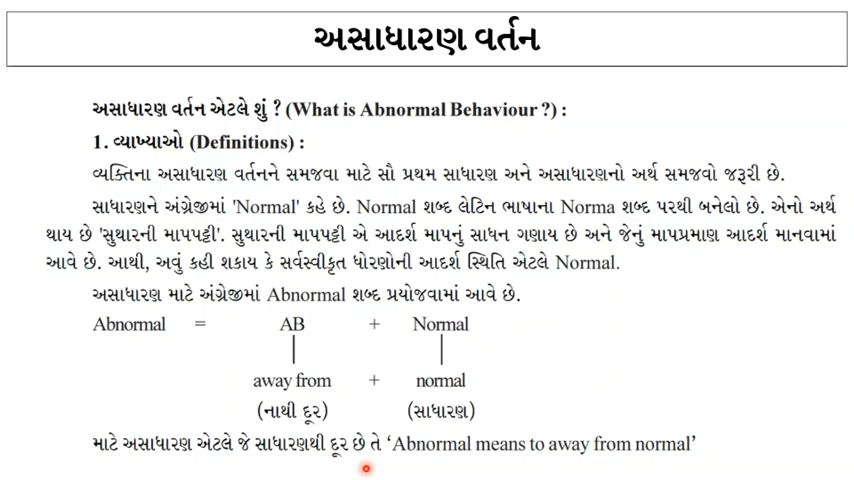 અસાધારણ વર્તન
અસાધારણ વર્તન એટલે શું ? (What is Abnormal Behaviour ?) :
1. વ્યાખ્યાઓ (Definitions) :
વ્યક્તિના અસાધારણ વર્તનને સમજવા માટે સૌ પ્રથમ સાધારણ અને અસાધારણનો અર્થ સમજવો જરૂરી છે.
સાધારણને અંગ્રેજીમાં 'Normal' કહે છે. Normal શબ્દ લેટિન ભાષાના Norma શબ્દ પરથી બનેલો છે. એનો અર્થ
થાય છે 'સુથારની માપપટ્ટી'. સુથારની માપપટ્ટી એ આદર્શ માપનું સાધન ગણાય છે અને જેનું માપપ્રમાણ આદર્શ માનવામાં
આવે છે. આથી, અવું કહી શકાય કે સર્વસ્વીકૃત ધોરણોની આદર્શ સ્થિતિ એટલે Normal.
અસાધારણ માટે અંગ્રેજીમાં Abnormal શબ્દ પ્રયોજવામાં આવે છે.
Abnormal = AB + Normal
away from + normal
(નાથી દૂર) (સાધારણ)
માટે અસાધારણ એટલે જે સાધારણથી દૂર છે તે ‘Abnormal means to away from normal’